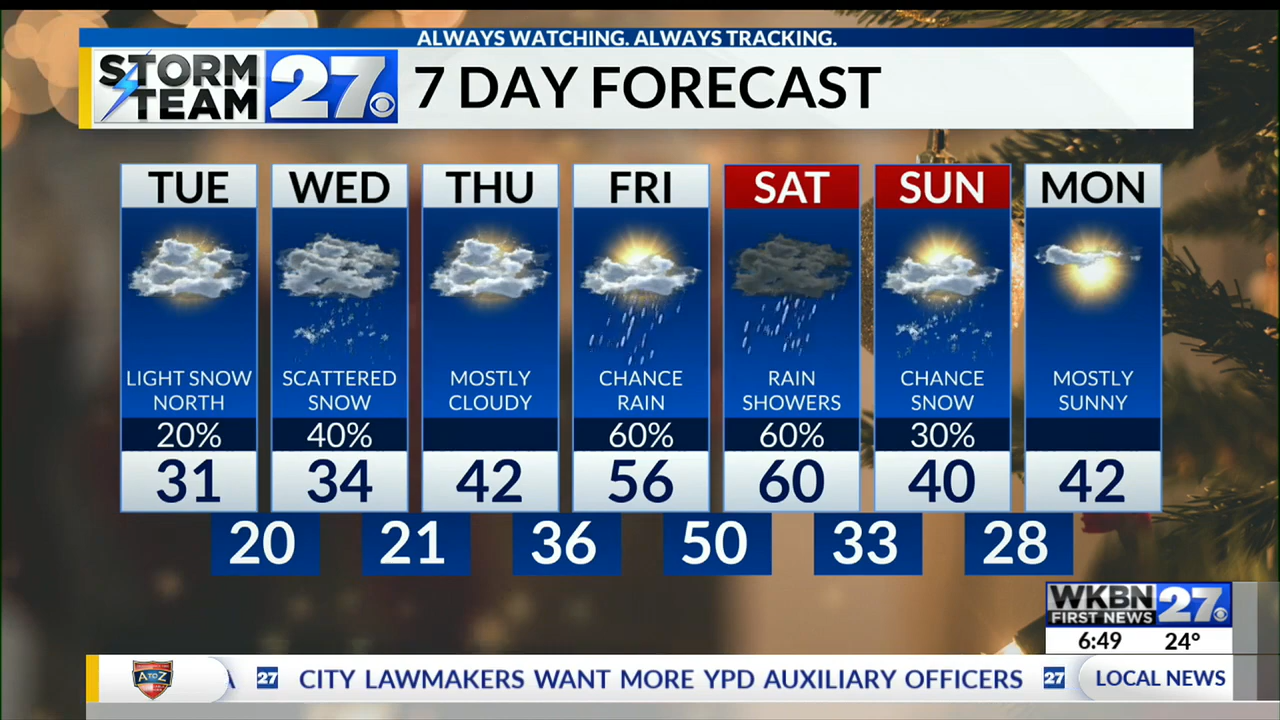 ALWAYS WATCHING. ALWAYS TRACKING.
STORM TEAM 27
7 DAY FORECAST
TUE WED THU FRI SAT SUN MON
LIGHT SNOW NORTH
SCATTERED SNOW
MOSTLY CLOUDY
CHANCE RAIN
RAIN SHOWERS
CHANCE SNOW
MOSTLY SUNNY
20% 40% 60% 60% 30%
31 34 42 56 60 40 42
20 21 36 50 33 28
WKBN 27
FIRST NEWS
6:49 24°
A TO Z
27 CITY LAWMAKERS WANT MORE YPD AUXILIARY OFFICERS 27 LOCAL NEWS